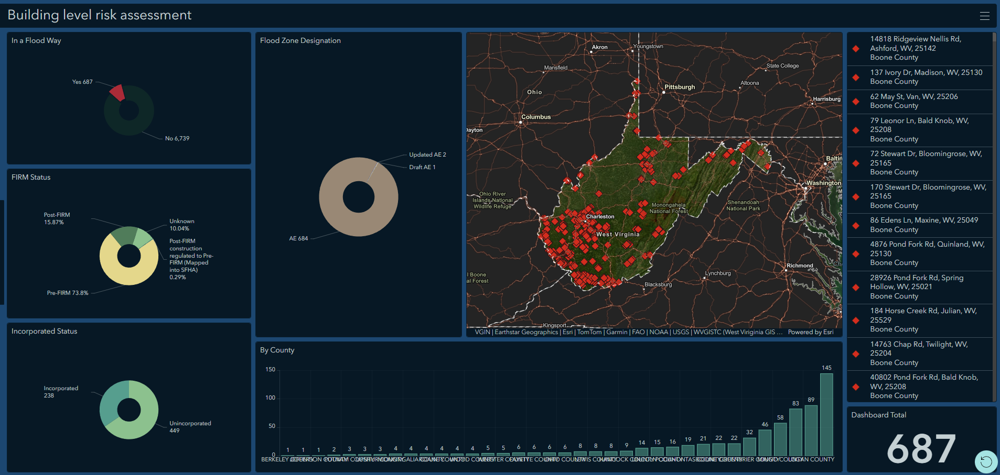 Building level risk assessment
In a Flood Way
Yes 687
No 6,739
FIRM Status
Post-FIRM
15.87%
Unknown
10.04%
Post-FIRM
construction
regulated to Pre-
FIRM (Mapped
into SFHA)
0.29%
Pre-FIRM 73.8%
Incorporated Status
Incorporated
238
Unincorporated
449
Flood Zone Designation
Updated AE 2
Draft AE 1
AE 684
Akron
Youngstown
Mansfield
State College
Altoona
Pittsburgh
Ohio
Harrisburg
Columbus
Dayton
Baltin
Washington
Ohio River
Islands National
Wildlife Refuge
Monongahela
National Forest
Shenandoah
National Park
Charleston
West Virginia
Richmond
l Boone
al Forest
Lynchburg
Blacksburg
Kingsport
VGIN | Earthstar Geographics | Esri | TomTom | Garmin | FAO | NOAA | USGS | WVGISTC (West Virginia GIS ...
Powered by Esri
By County
150
100
50
0
1
1
1
2
3
3
3
4
4
4
4
4
4
5
5
6
6
6
6
8
8
8
9
14
15
16
19
21
22
22
32
46
58
83
89
145
BERKELEY
14818 Ridgeview Nellis Rd,
Ashford, WV, 25142
Boone County
137 Ivory Dr, Madison, WV, 25130
Boone County
62 May St, Van, WV, 25206
Boone County
79 Leonor Ln, Bald Knob, WV,
25208
Boone County
72 Stewart Dr, Bloomingrose, WV,
25165
Boone County
170 Stewart Dr, Bloomingrose, WV,
25165
Boone County
86 Edens Ln, Maxine, WV, 25049
Boone County
4876 Pond Fork Rd, Quinland, WV,
25130
Boone County
28926 Pond Fork Rd, Spring
Hollow, WV, 25021
Boone County
184 Horse Creek Rd, Julian, WV,
25529
Boone County
14763 Chap Rd, Twilight, WV,
25204
Boone County
40802 Pond Fork Rd, Bald Knob,
WV, 25208
Boone County
Dashboard Total
687